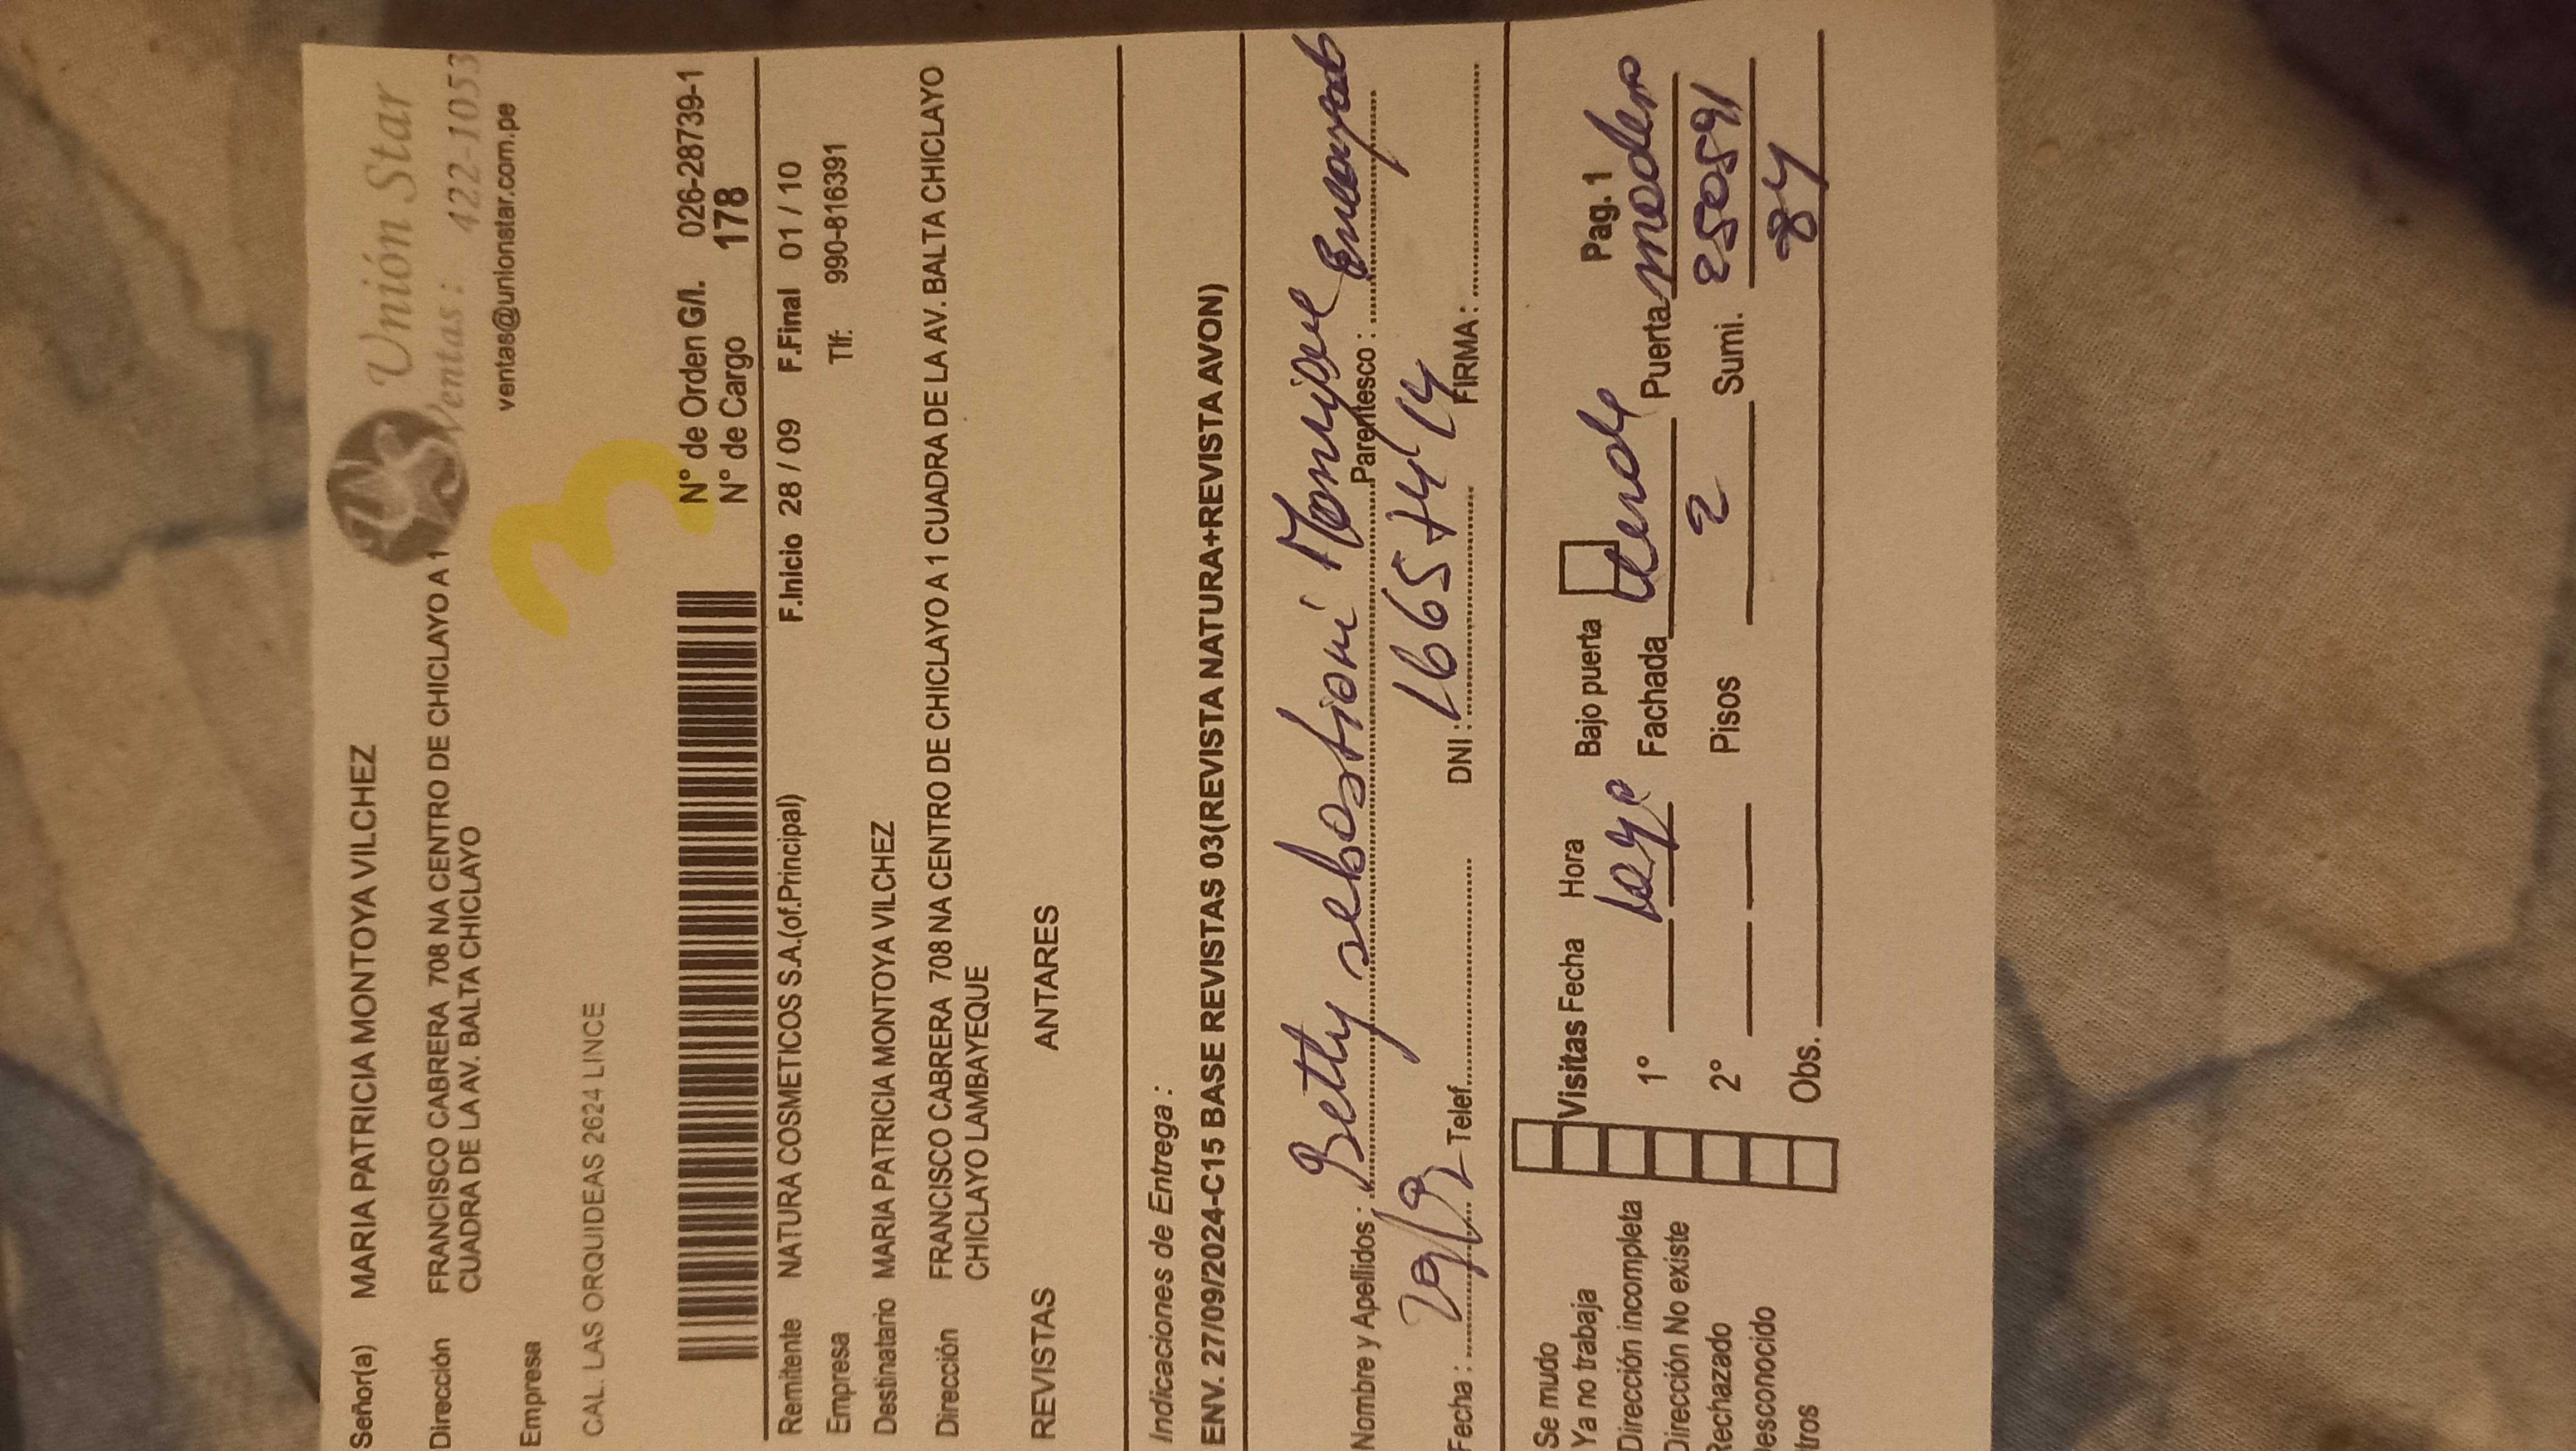 Señor(a) MARIA PATRICIA MONTOYA VILCHEZ
Unión Star
Ventas : 422-1053
ventas@unionstar.com.pe
Dirección FRANCISCO CABRERA 708 NA CENTRO DE CHICLAYO A 1
CUADRA DE LA AV. BALTA CHICLAYO
Empresa
3
CAL. LAS ORQUIDEAS 2624 LINCE
N° de Orden G/I. 026-28739-1
N° de Cargo 178
Remitente NATURA COSMETICOS S.A.(of.Principal) F.Inicio 28 / 09 F.Final 01 / 10
Empresa Tlf: 990-816391
Destinatario MARIA PATRICIA MONTOYA VILCHEZ
Dirección FRANCISCO CABRERA 708 NA CENTRO DE CHICLAYO A 1 CUADRA DE LA AV. BALTA CHICLAYO
CHICLAYO LAMBAYEQUE
REVISTAS ANTARES
Indicaciones de Entrega :
ENV. 27/09/2024-C15 BASE REVISTAS 03(REVISTA NATURA+REVISTA AVON)
Nombre y Apellidos : Betty sebastiani Parentesco :
Fecha : Telef. DNI : 16657414 FIRMA :
Se mudo
Ya no trabaja
Dirección incompleta
Dirección No existe
Rechazado
Desconocido
tros
Visitas Fecha Hora Bajo puerta Pag. 1
1° Fachada Puerta madera
2° Pisos 2 Sumi. 250591
Obs. 84